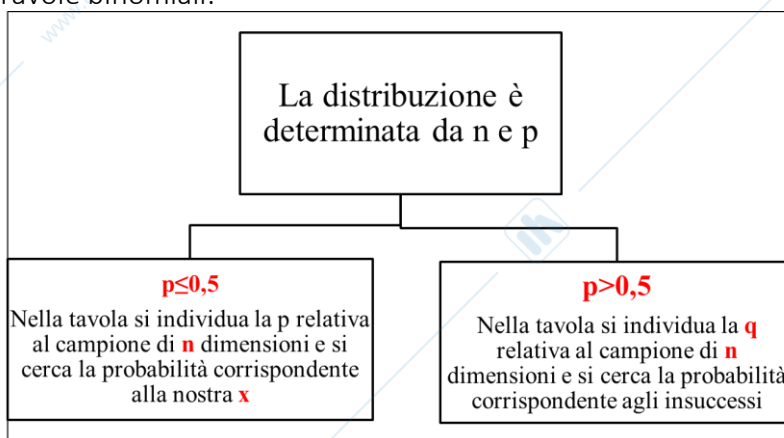 Tavole binomiali:
www.
La distribuzione è
determinata da n e p
p≤0,5
Nella tavola si individua la p relativa
al campione di n dimensioni e si
cerca la probabilità corrispondente
alla nostra x
p>0,5
Nella tavola si individua la q
relativa al campione di n
dimensioni e si cerca la probabilità
corrispondente agli insuccessi